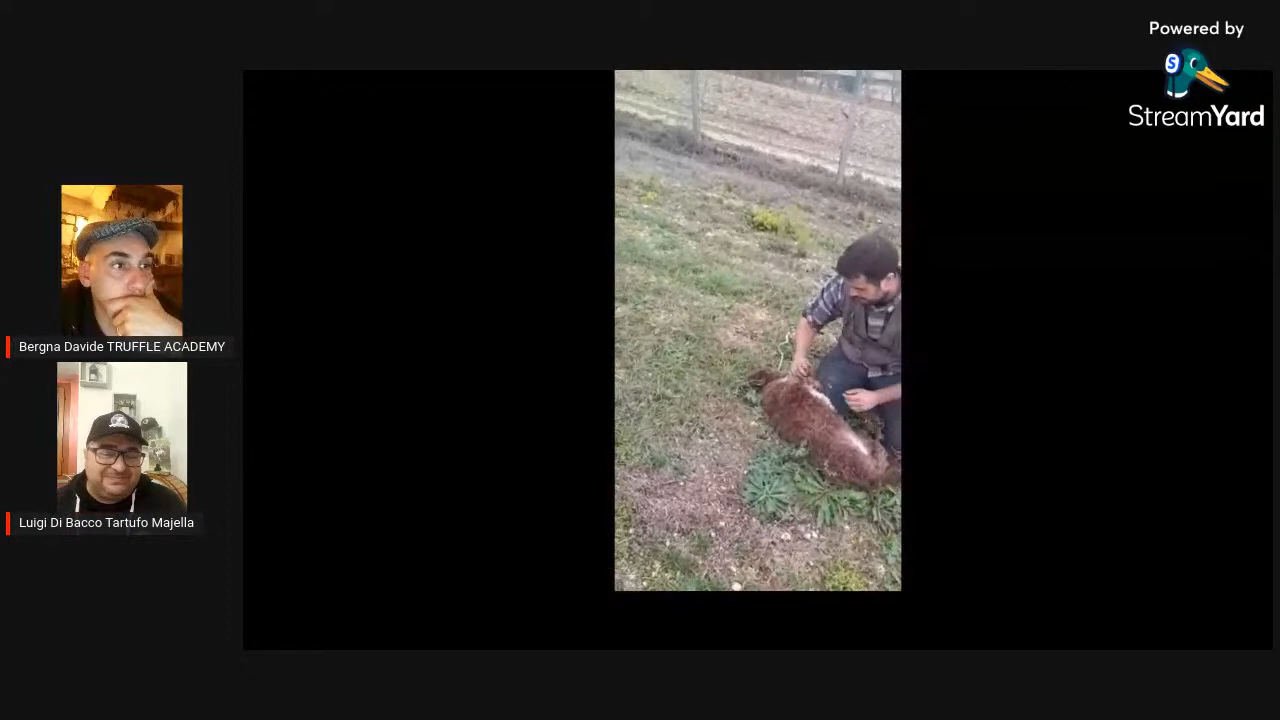 Powered by
S
StreamYard
Bergna Davide TRUFFLE ACADEMY
Luigi Di Bacco Tartufo Majella